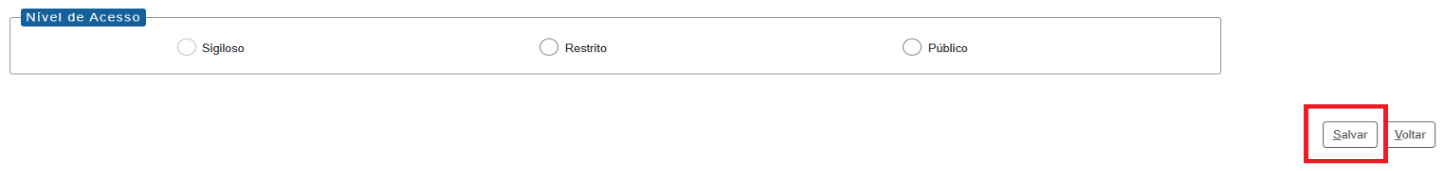 Nível de Acesso
Sigiloso Restrito Público
Salvar Voltar